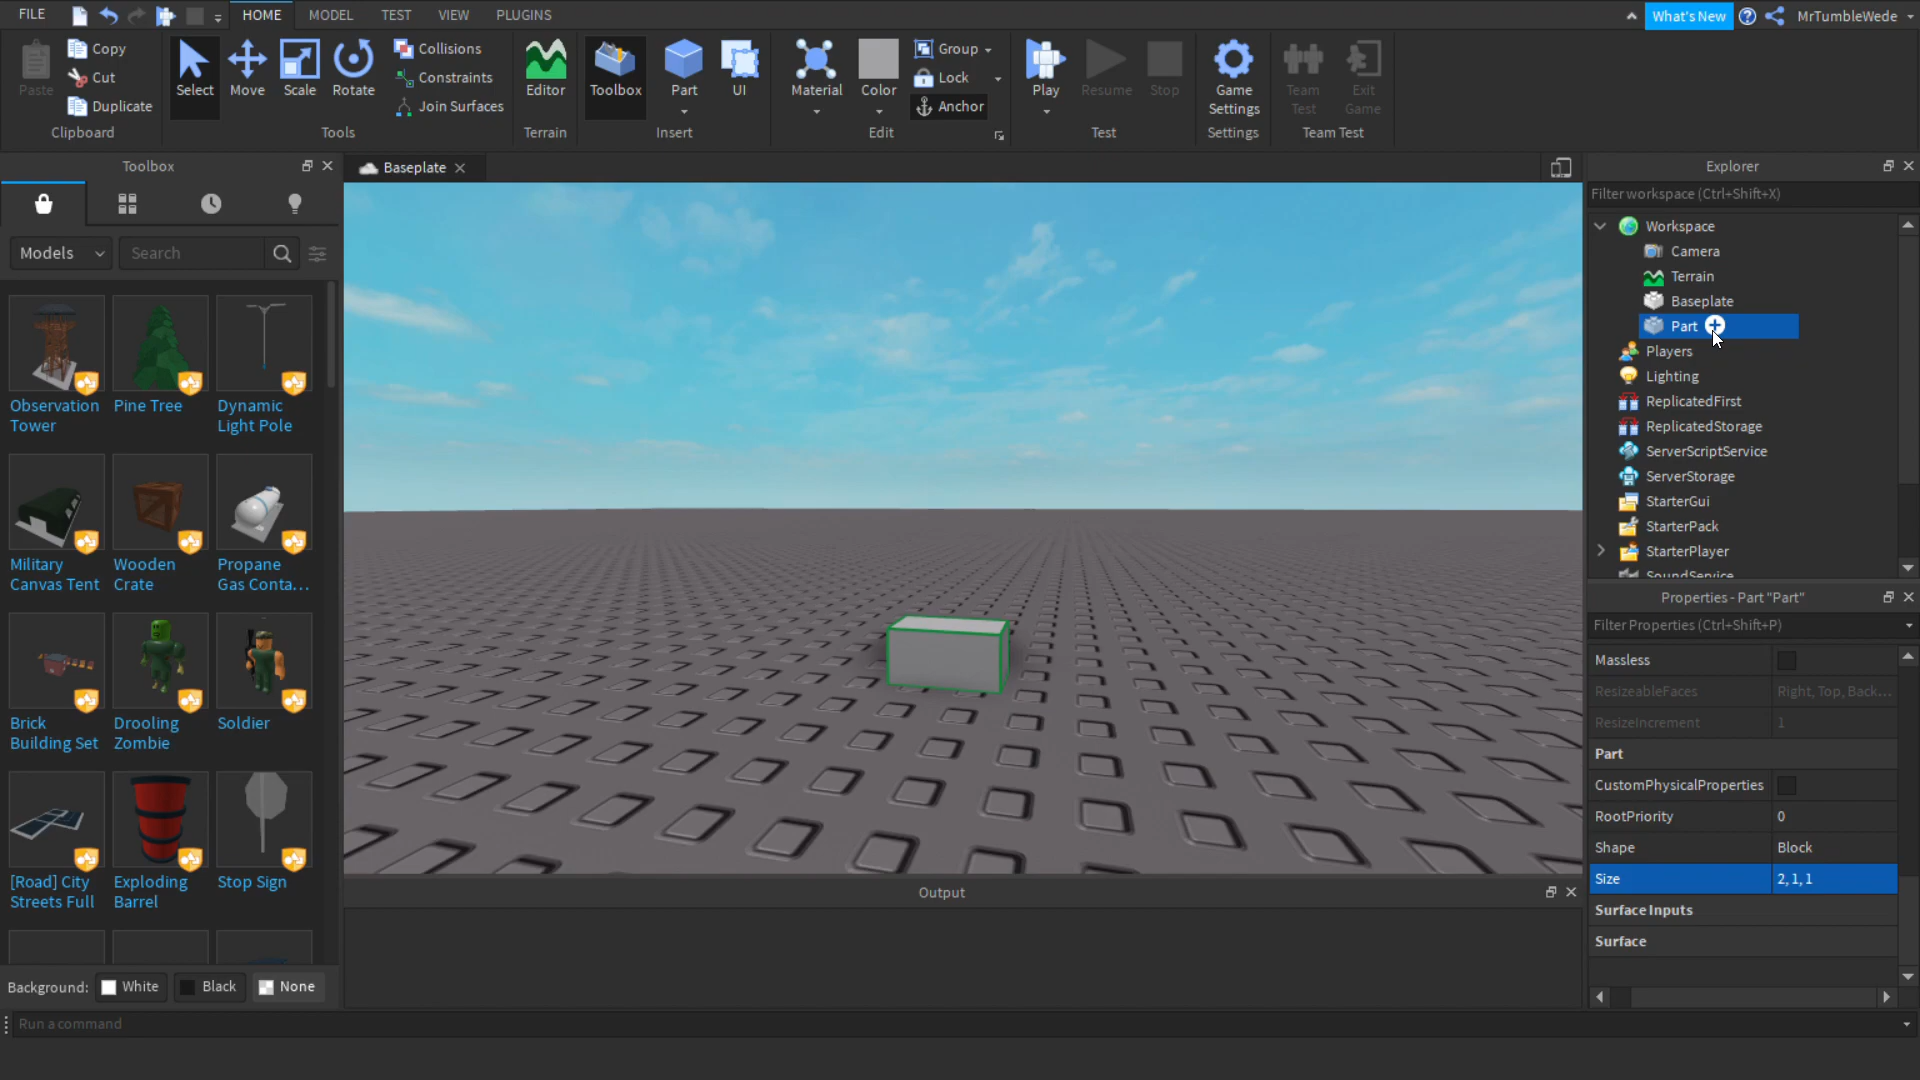 FILE
HOME
MODEL
TEST
VIEW
PLUGINS
What's New
MrTumbleWede
Paste
Copy
Cut
Duplicate
Clipboard
Select
Move
Scale
Rotate
Collisions
Constraints
Join Surfaces
Tools
Editor
Terrain
Toolbox
Part
UI
Insert
Material
Color
Group
Lock
Anchor
Edit
Play
Resume
Stop
Test
Game
Settings
Settings
Team
Test
Exit
Game
Team Test
Toolbox
Models
Search
Observation
Tower
Pine Tree
Dynamic
Light Pole
Military
Canvas Tent
Wooden
Crate
Propane
Gas Conta...
Brick
Building Set
Drooling
Zombie
Soldier
[Road] City
Streets Full
Exploding
Barrel
Stop Sign
Background:
White
Black
None
Baseplate
Output
Run a command
Explorer
Filter workspace (Ctrl+Shift+X)
Workspace
Camera
Terrain
Baseplate
Part
Players
Lighting
ReplicatedFirst
ReplicatedStorage
ServerScriptService
ServerStorage
StarterGui
StarterPack
StarterPlayer
SoundService
Properties - Part "Part"
Filter Properties (Ctrl+Shift+P)
Massless
ResizeableFaces Right, Top, Back...
ResizeIncrement 1
Part
CustomPhysicalProperties
RootPriority 0
Shape Block
Size 2, 1, 1
Surface Inputs
Surface